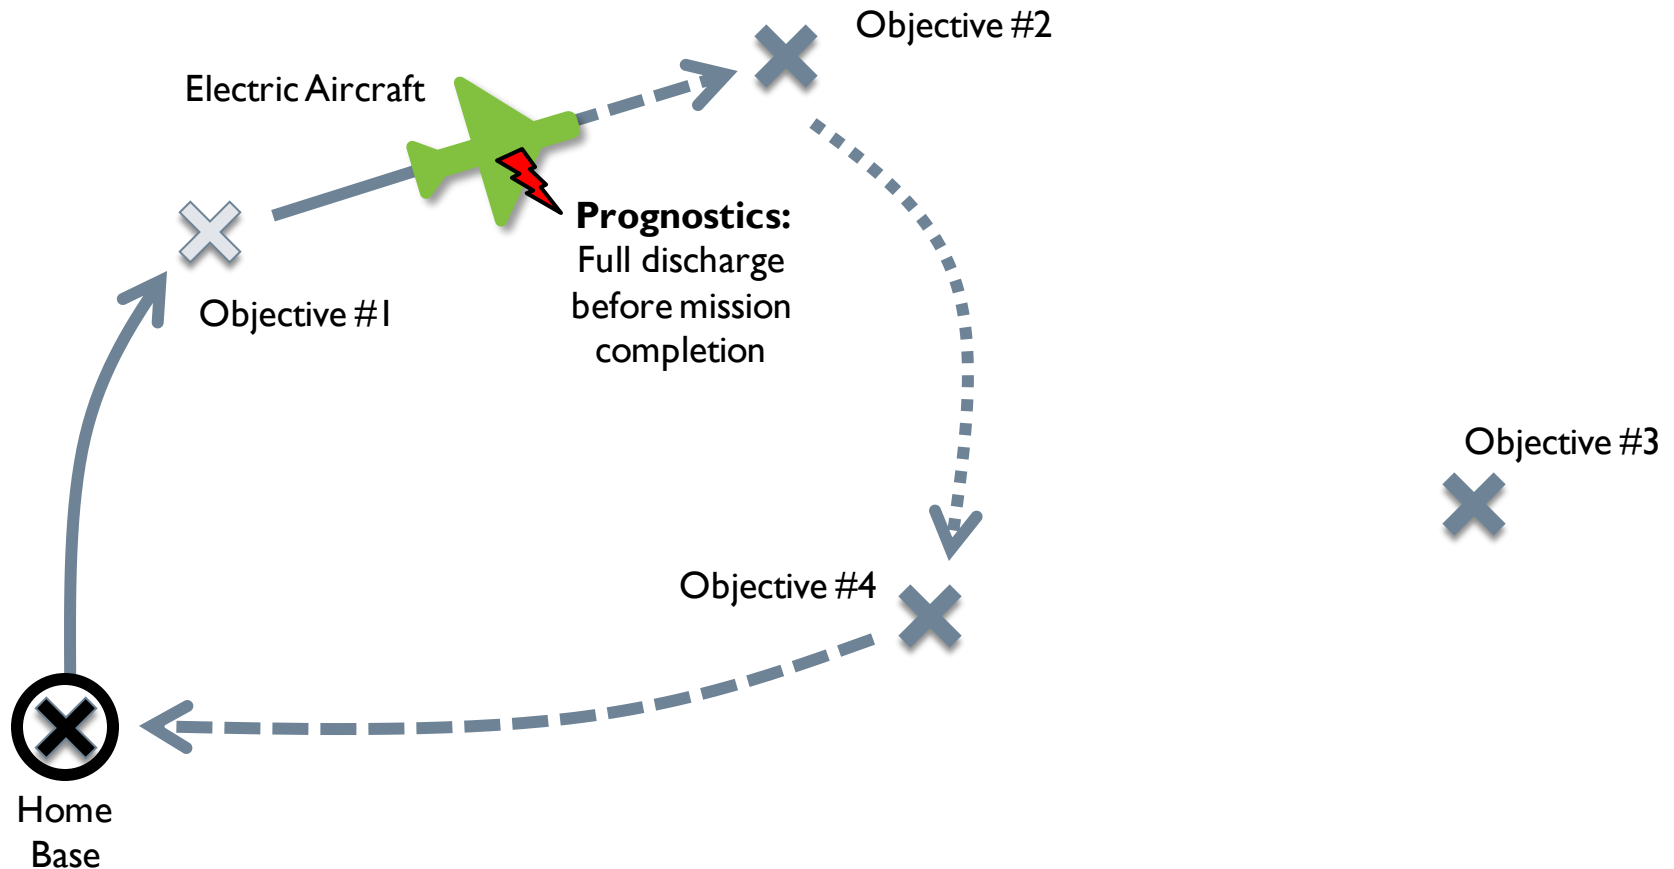 Objective #2
Electric Aircraft
Prognostics:
Full discharge
before mission
completion
Objective #1
Objective #3
Objective #4
Home
Base